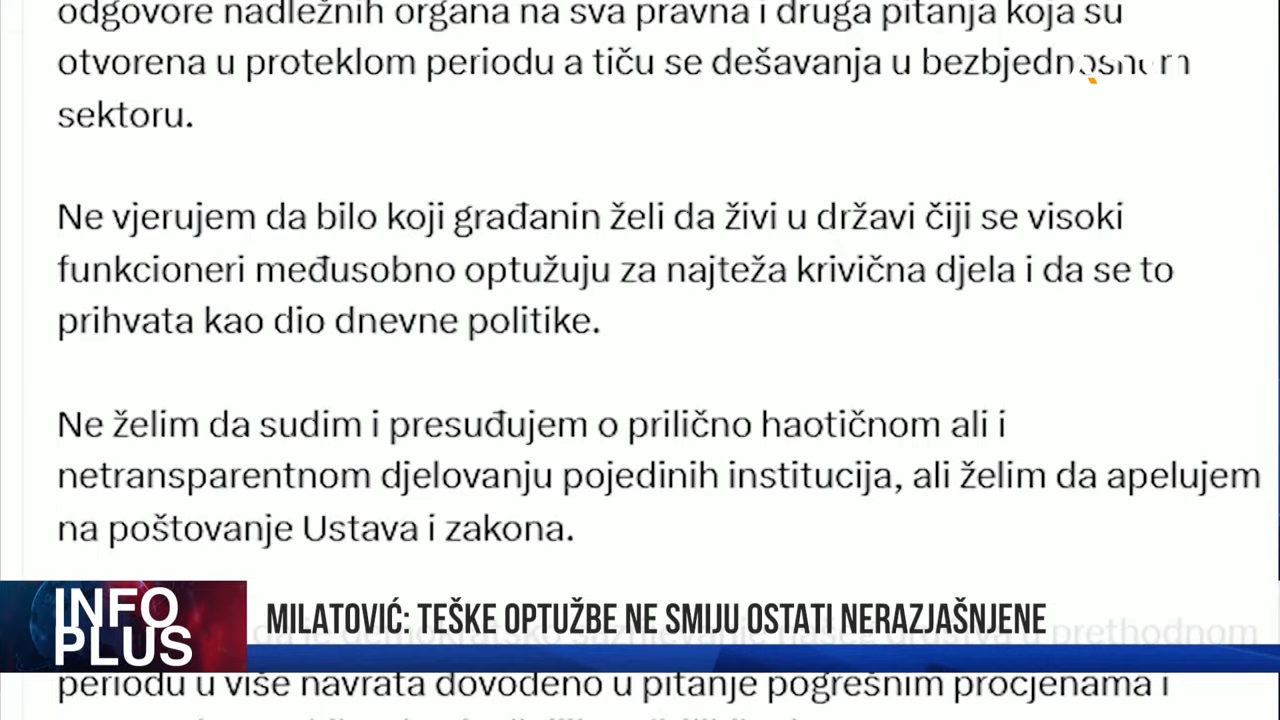 odgovore nadležnih organa na sva pravna i druga pitanja koja su
otvorena u proteklom periodu a tiču se dešavanja u bezbjednosnom
sektoru.
Ne vjerujem da bilo koji građanin želi da živi u državi čiji se visoki
funkcioneri međusobno optužuju za najteža krivična djela i da se to
prihvata kao dio dnevne politike.
Ne želim da sudim i presuđujem o prilično haotičnom ali i
netransparentnom djelovanju pojedinih institucija, ali želim da apelujem
na poštovanje Ustava i zakona.
INFO
PLUS
MILATOVIĆ: TEŠKE OPTUŽBE NE SMIJU OSTATI NERAZJAŠNJENE
u prethodnom
periodu u više navrata dovođeno u pitanje pogrešnim procjenama i